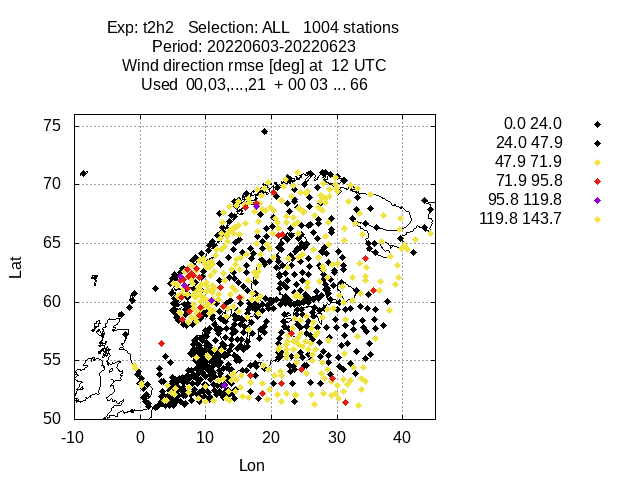 Exp: t2h2 Selection: ALL 1004 stations
Period: 20220603-20220623
Wind direction rmse [deg] at 12 UTC
Used 00,03,...,21 + 00 03 ... 66
0.0 24.0
24.0 47.9
47.9 71.9
71.9 95.8
95.8 119.8
119.8 143.7
75
70
65
60
55
50
Lat
-10 0 10 20 30 40
Lon